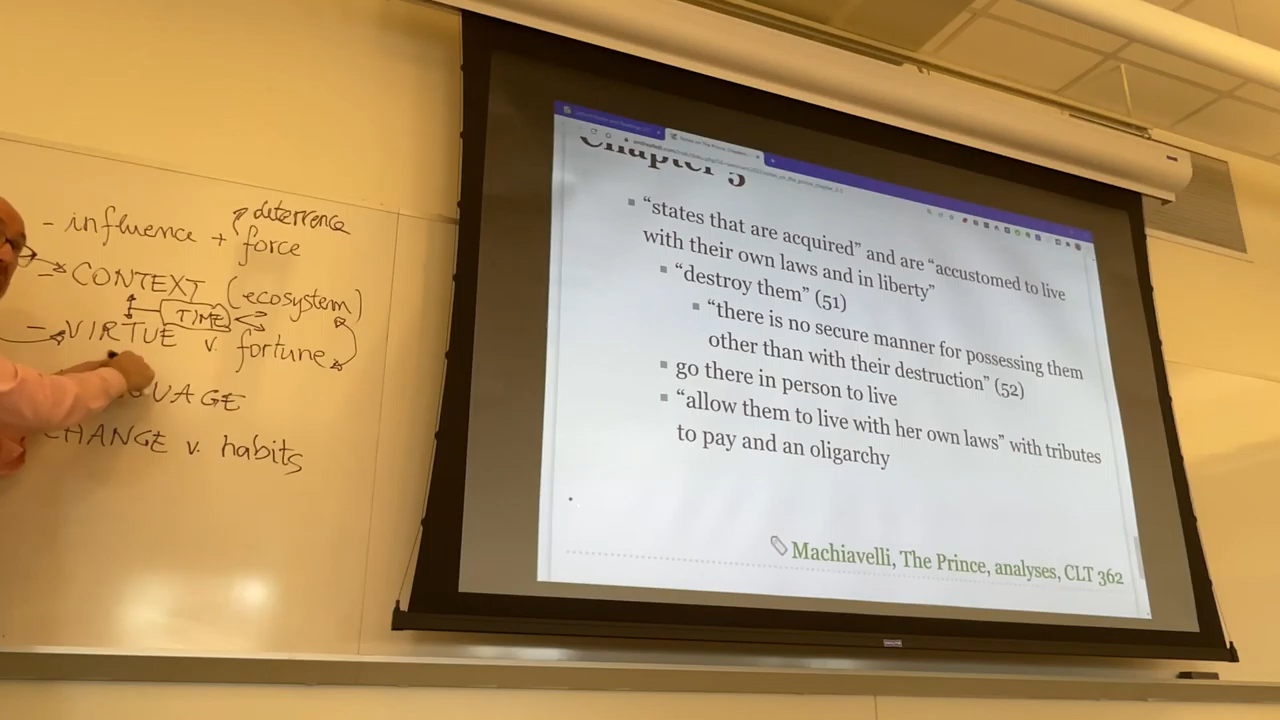 - influence + force
deterrence
CONTEXT (ecosystem)
TIME
- VIRTUE v. fortune
UAGE
CHANGE v. habits
Chapter 5
▪ “states that are acquired” and are “accustomed to live
with their own laws and in liberty”
▪ “destroy them” (51)
▪ “there is no secure manner for possessing them
other than with their destruction” (52)
▪ go there in person to live
▪ “allow them to live with her own laws” with tributes
to pay and an oligarchy
Machiavelli, The Prince, analyses, CLT 362